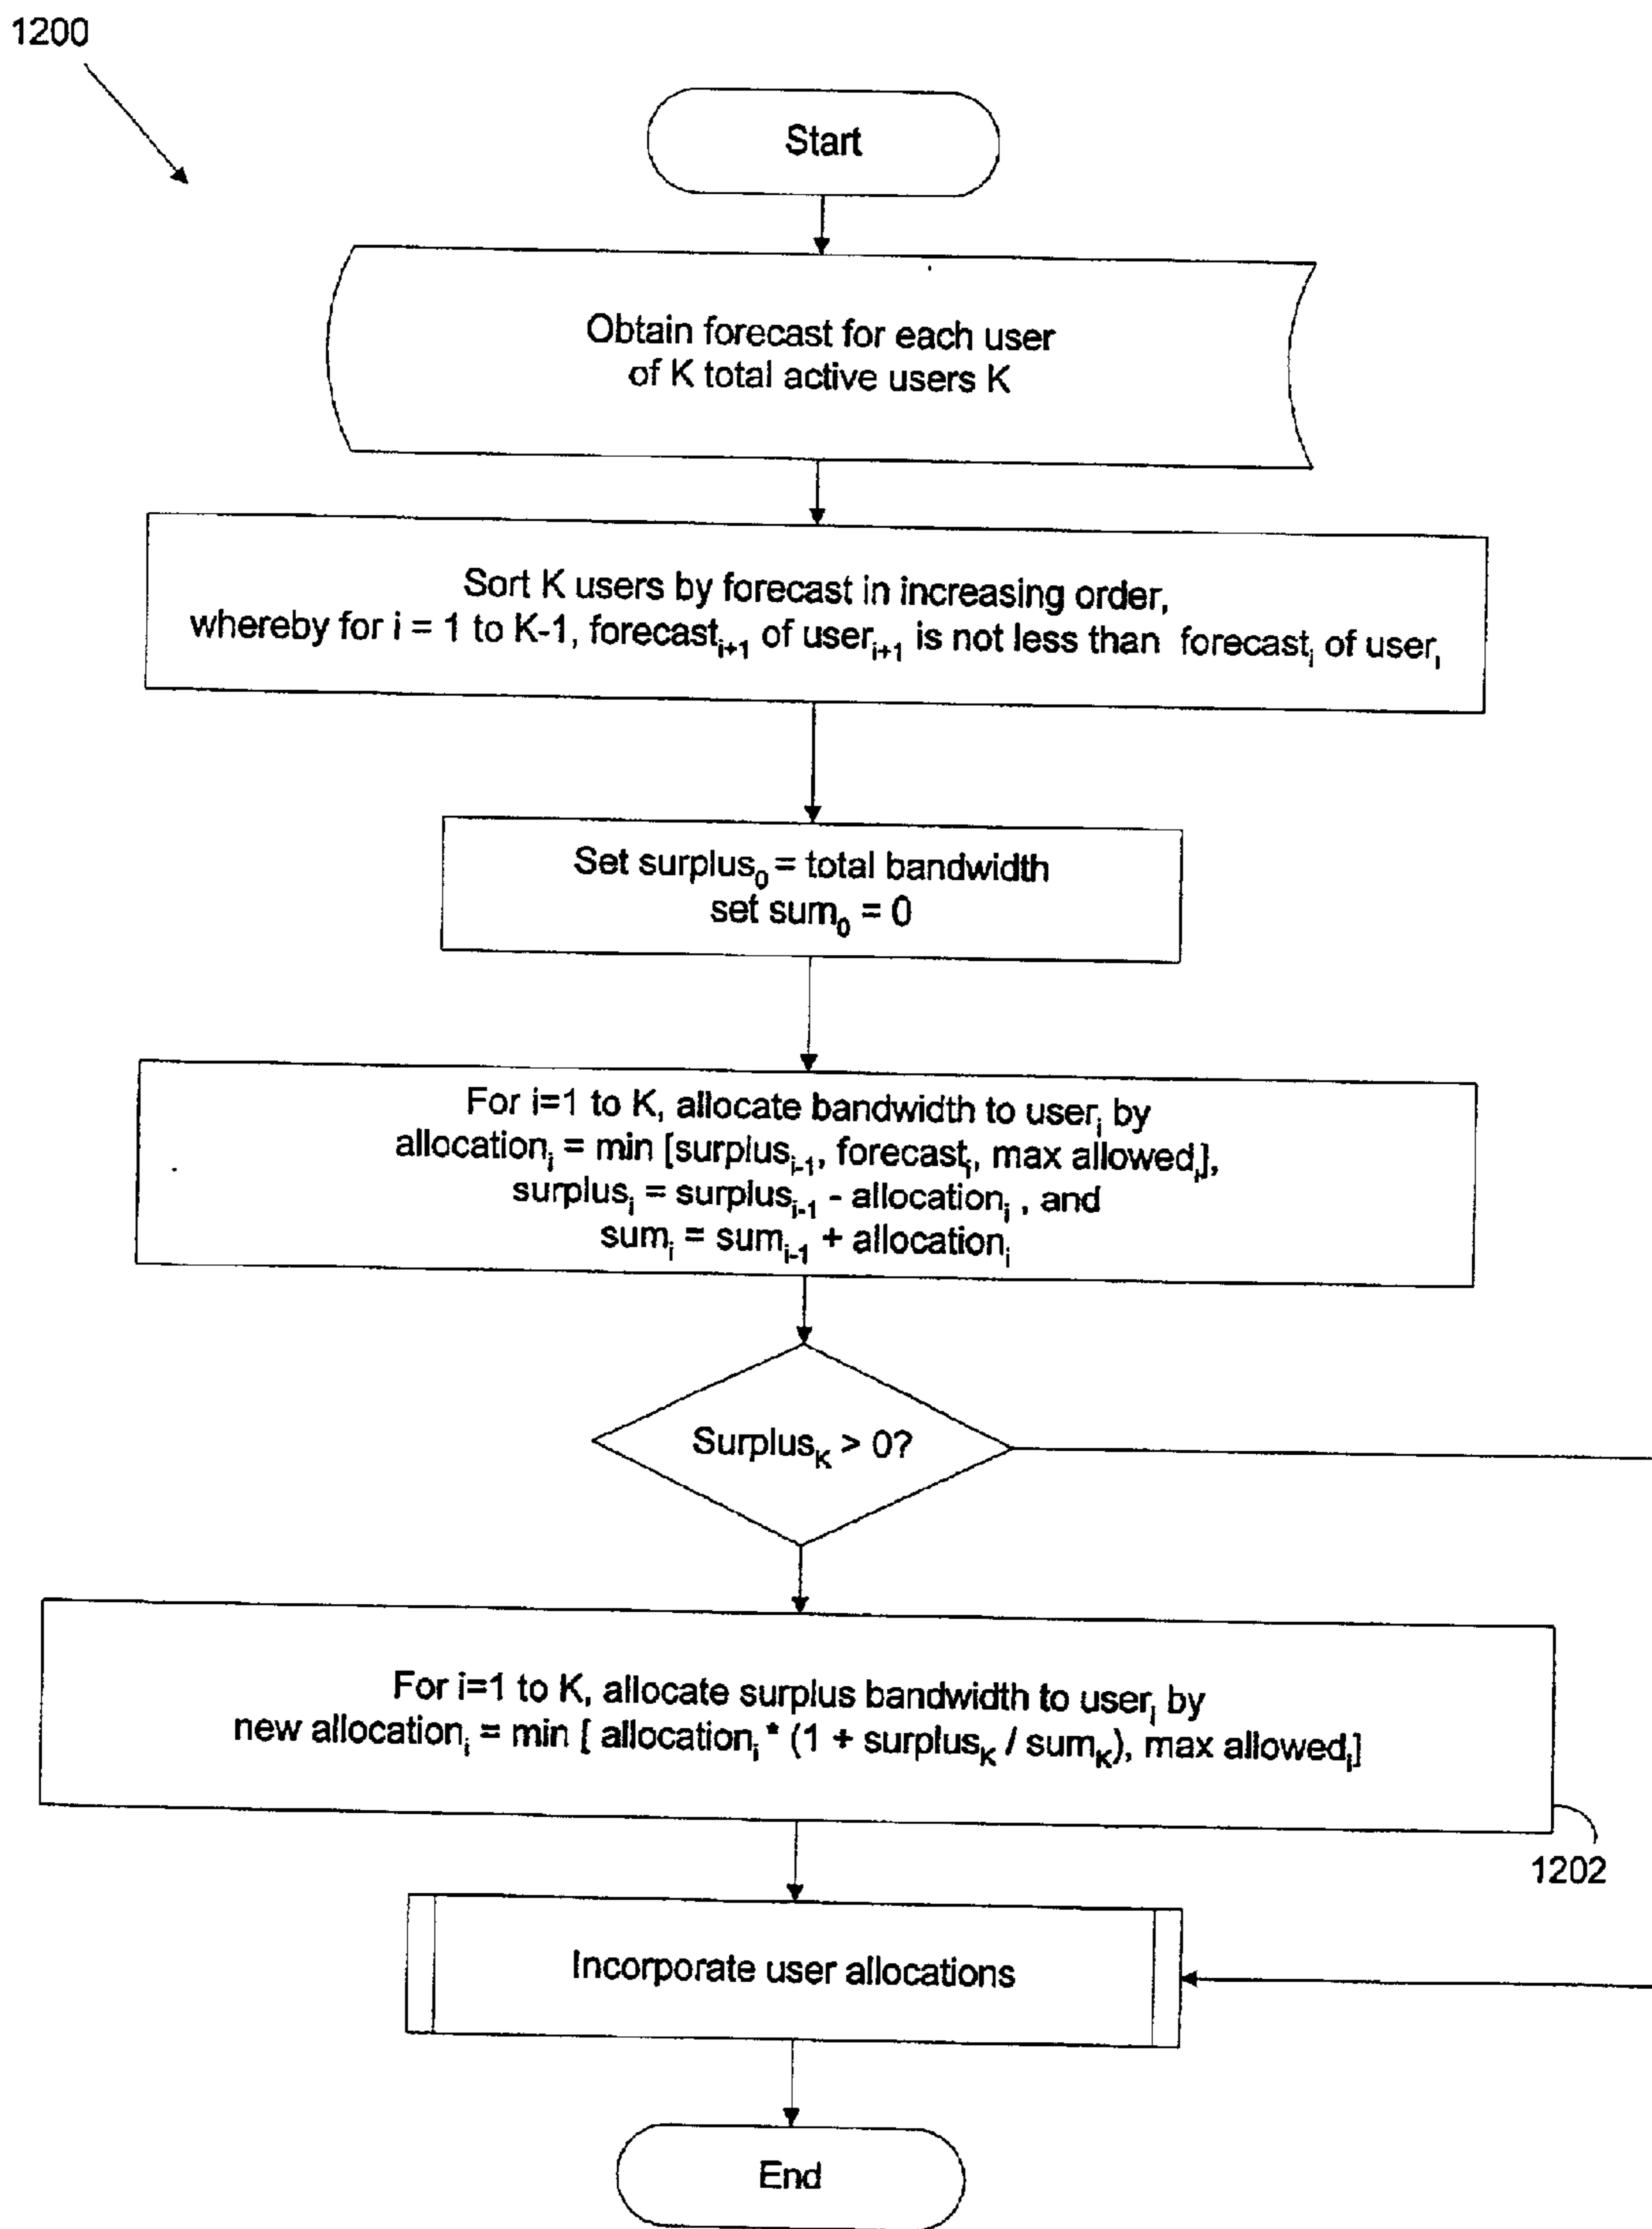 1200
Start
Obtain forecast for each user
of K total active users K
Sort K users by forecast in increasing order,
whereby for i = 1 to K-1, forecastᵢ₊₁ of userᵢ₊₁ is not less than forecastᵢ of userᵢ
Set surplus₀ = total bandwidth
set sum₀ = 0
For i=1 to K, allocate bandwidth to userᵢ by
allocationᵢ = min [surplusᵢ₋₁, forecastᵢ, max allowedᵢ],
surplusᵢ = surplusᵢ₋₁ - allocationᵢ , and
sumᵢ = sumᵢ₋₁ + allocationᵢ
Surplus_K > 0?
For i=1 to K, allocate surplus bandwidth to userᵢ by
new allocationᵢ = min [ allocationᵢ * (1 + surplus_K / sum_K), max allowedᵢ]
1202
Incorporate user allocations
End